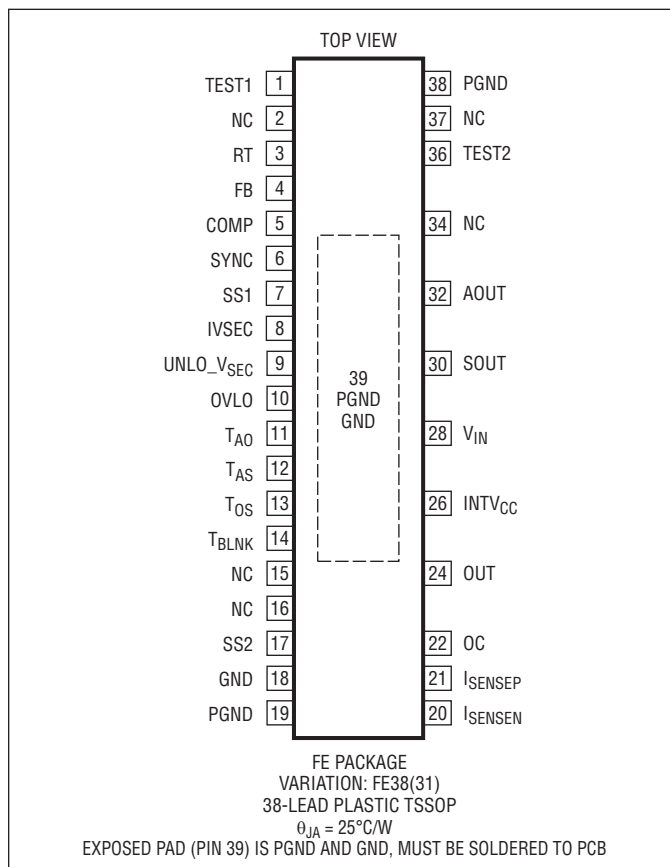 TOP VIEW
TEST1 1
NC 2
RT 3
FB 4
COMP 5
SYNC 6
SS1 7
IVSEC 8
UNLO_VSEC 9
OVLO 10
TAO 11
TAS 12
TOS 13
TBLNK 14
NC 15
NC 16
SS2 17
GND 18
PGND 19
39
PGND
GND
38 PGND
37 NC
36 TEST2
34 NC
32 AOUT
30 SOUT
28 VIN
26 INTVCC
24 OUT
22 OC
21 ISENSEP
20 ISENSEN
FE PACKAGE
VARIATION: FE38(31)
38-LEAD PLASTIC TSSOP
θJA = 25°C/W
EXPOSED PAD (PIN 39) IS PGND AND GND, MUST BE SOLDERED TO PCB